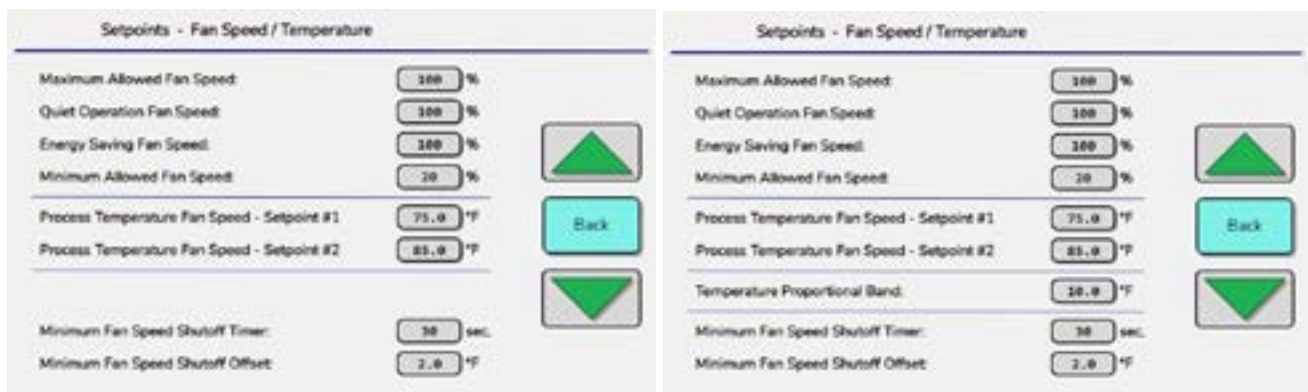 Setpoints - Fan Speed / Temperature
Maximum Allowed Fan Speed: 100 %
Quiet Operation Fan Speed: 100 %
Energy Saving Fan Speed: 100 %
Minimum Allowed Fan Speed: 20 %
Process Temperature Fan Speed - Setpoint #1 75.0 °F
Back
Process Temperature Fan Speed - Setpoint #2 85.0 °F
Minimum Fan Speed Shutoff Timer: 30 sec.
Minimum Fan Speed Shutoff Offset: 2.0 °F
Setpoints - Fan Speed / Temperature
Maximum Allowed Fan Speed: 100 %
Quiet Operation Fan Speed: 100 %
Energy Saving Fan Speed: 100 %
Minimum Allowed Fan Speed: 20 %
Process Temperature Fan Speed - Setpoint #1 75.0 °F
Back
Process Temperature Fan Speed - Setpoint #2 85.0 °F
Temperature Proportional Band: 10.0 °F
Minimum Fan Speed Shutoff Timer: 30 sec.
Minimum Fan Speed Shutoff Offset: 2.0 °F